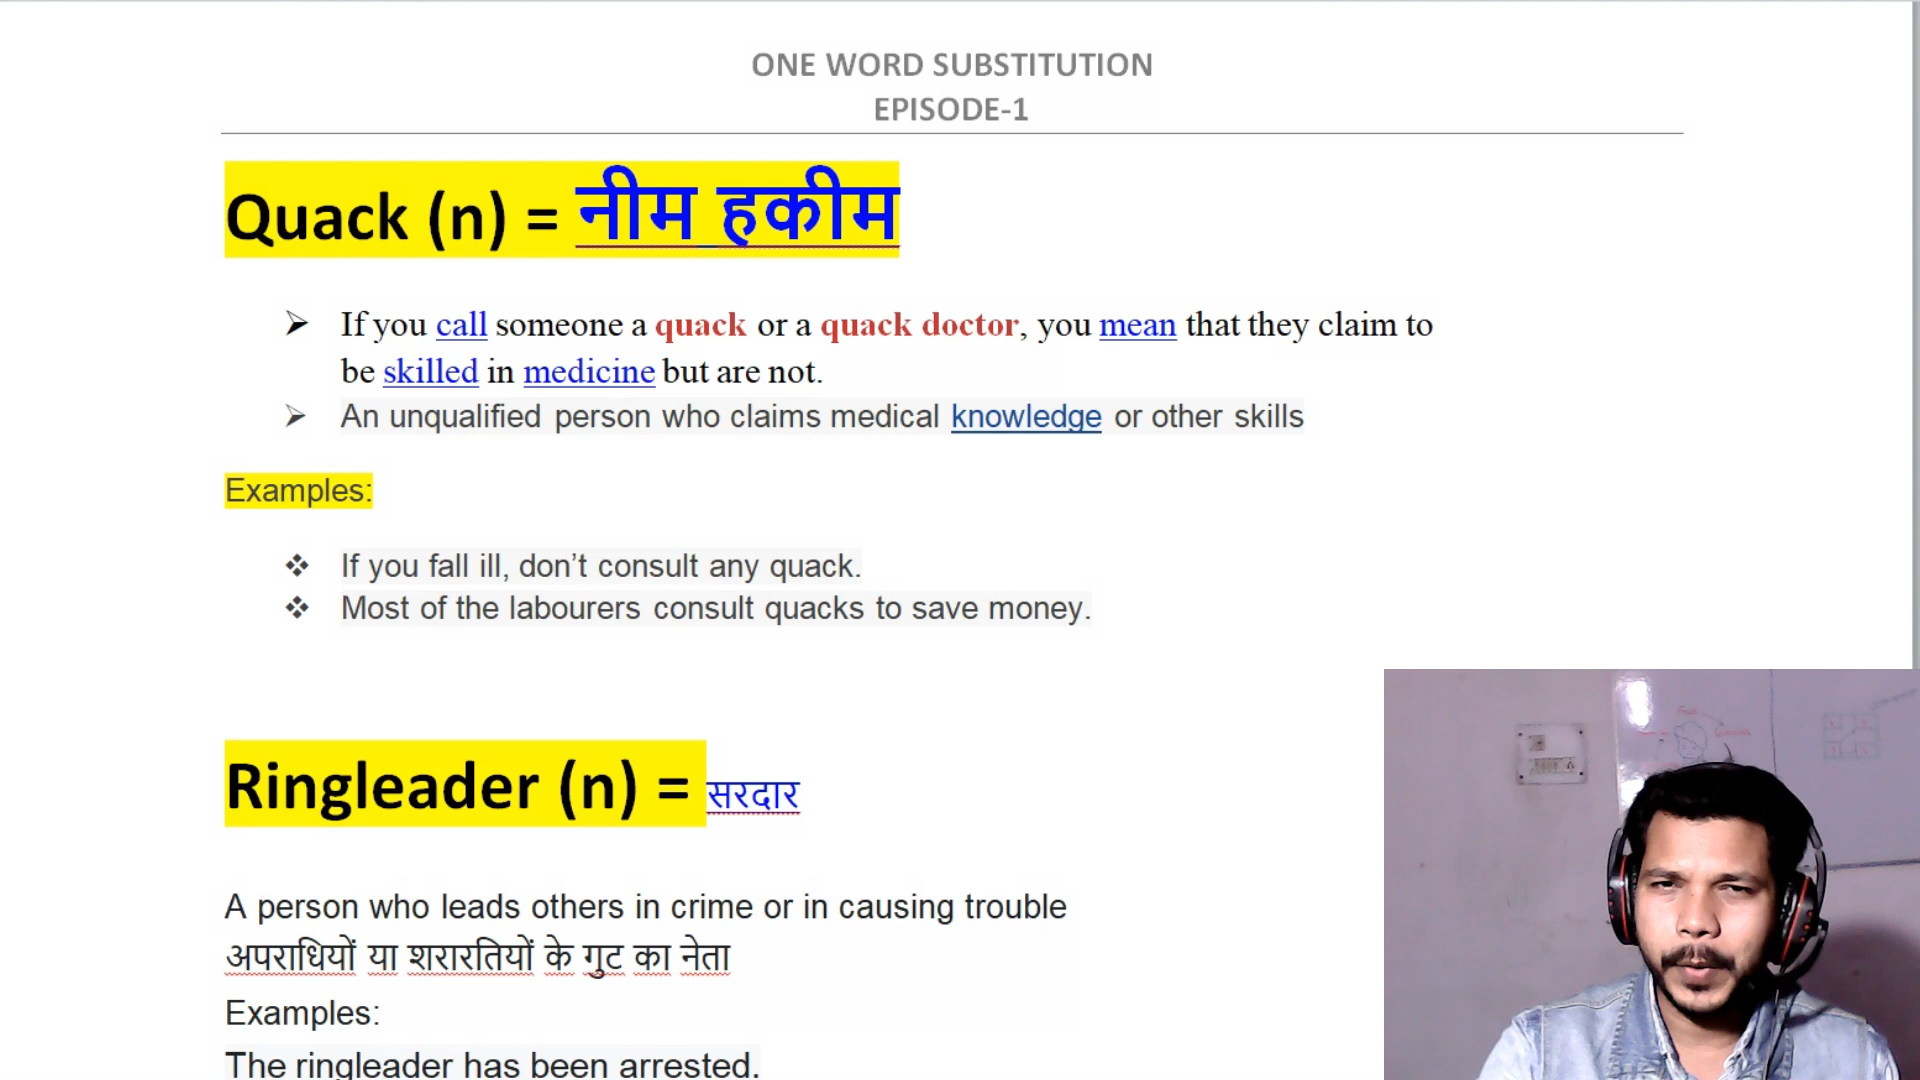 ONE WORD SUBSTITUTION
EPISODE-1
Quack (n) = नीम हकीम
➢ If you call someone a quack or a quack doctor, you mean that they claim to
be skilled in medicine but are not.
➢ An unqualified person who claims medical knowledge or other skills
Examples:
❖ If you fall ill, don’t consult any quack.
❖ Most of the labourers consult quacks to save money.
Ringleader (n) = सरदार
A person who leads others in crime or in causing trouble
अपराधियों या शरारतियों के गुट का नेता
Examples:
The ringleader has been arrested.